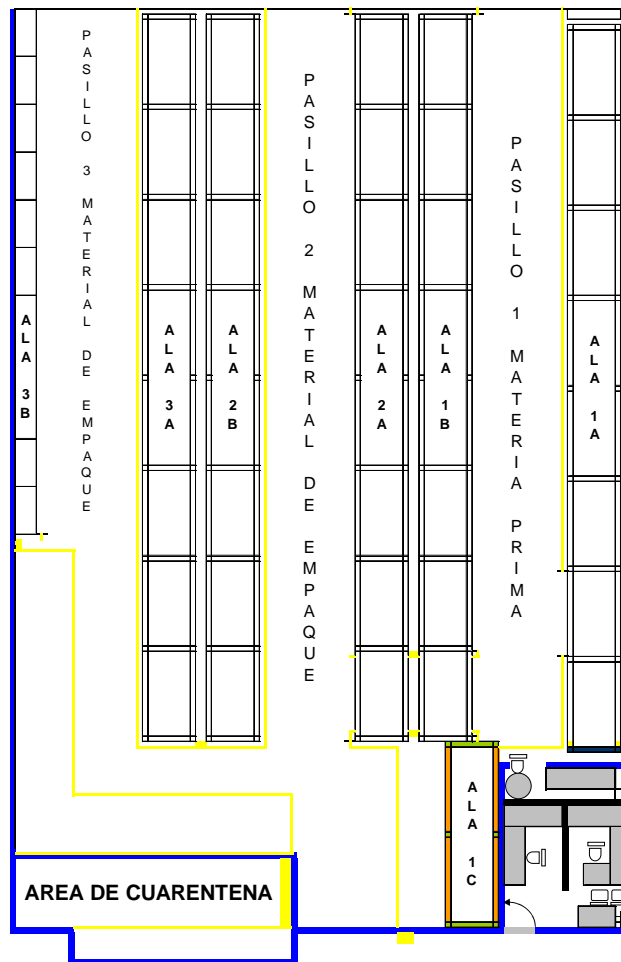 PASILLO 3 MATERIAL DE EMPAQUE
PASILLO 2 MATERIAL DE EMPAQUE
PASILLO 1 MATERIA PRIMA
ALA 3B
ALA 3A
ALA 2B
ALA 2A
ALA 1B
ALA 1A
ALA 1C
AREA DE CUARENTENA